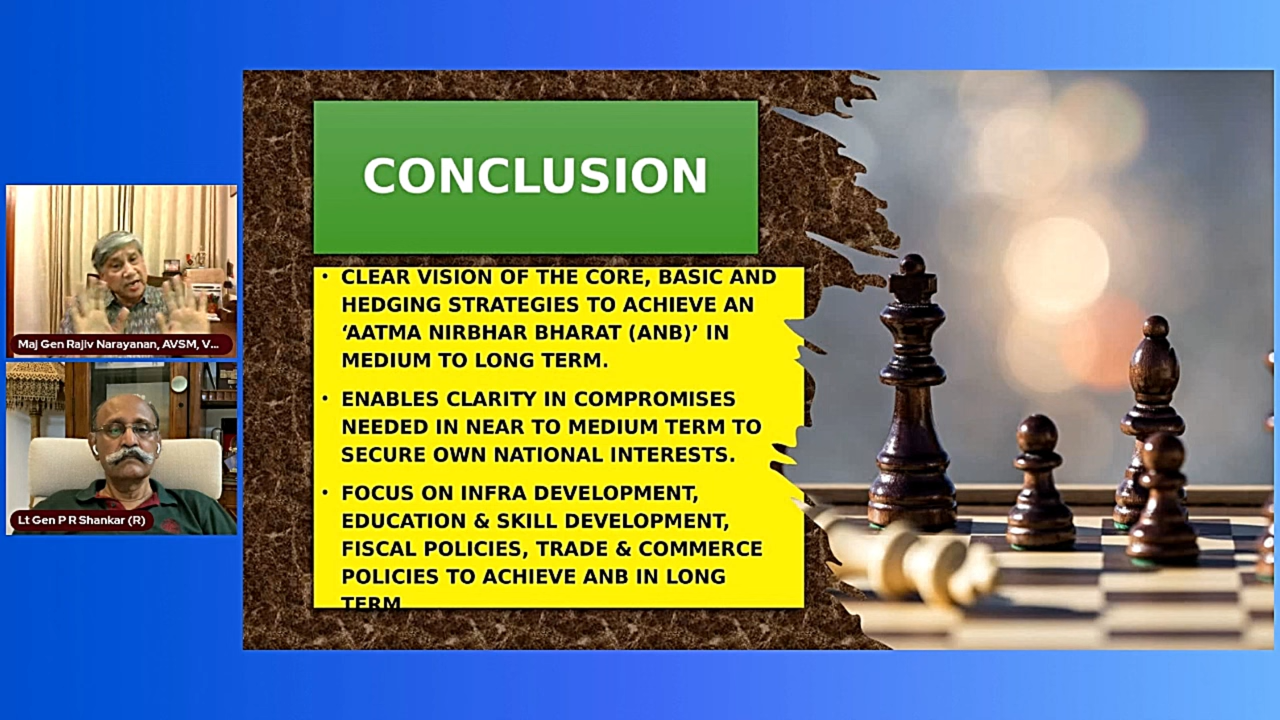 CONCLUSION
• CLEAR VISION OF THE CORE, BASIC AND
HEDGING STRATEGIES TO ACHIEVE AN
‘AATMA NIRBHAR BHARAT (ANB)’ IN
MEDIUM TO LONG TERM.
• ENABLES CLARITY IN COMPROMISES
NEEDED IN NEAR TO MEDIUM TERM TO
SECURE OWN NATIONAL INTERESTS.
• FOCUS ON INFRA DEVELOPMENT,
EDUCATION & SKILL DEVELOPMENT,
FISCAL POLICIES, TRADE & COMMERCE
POLICIES TO ACHIEVE ANB IN LONG
TERM
Maj Gen Rajiv Narayanan, AVSM, V...
Lt Gen P R Shankar (R)